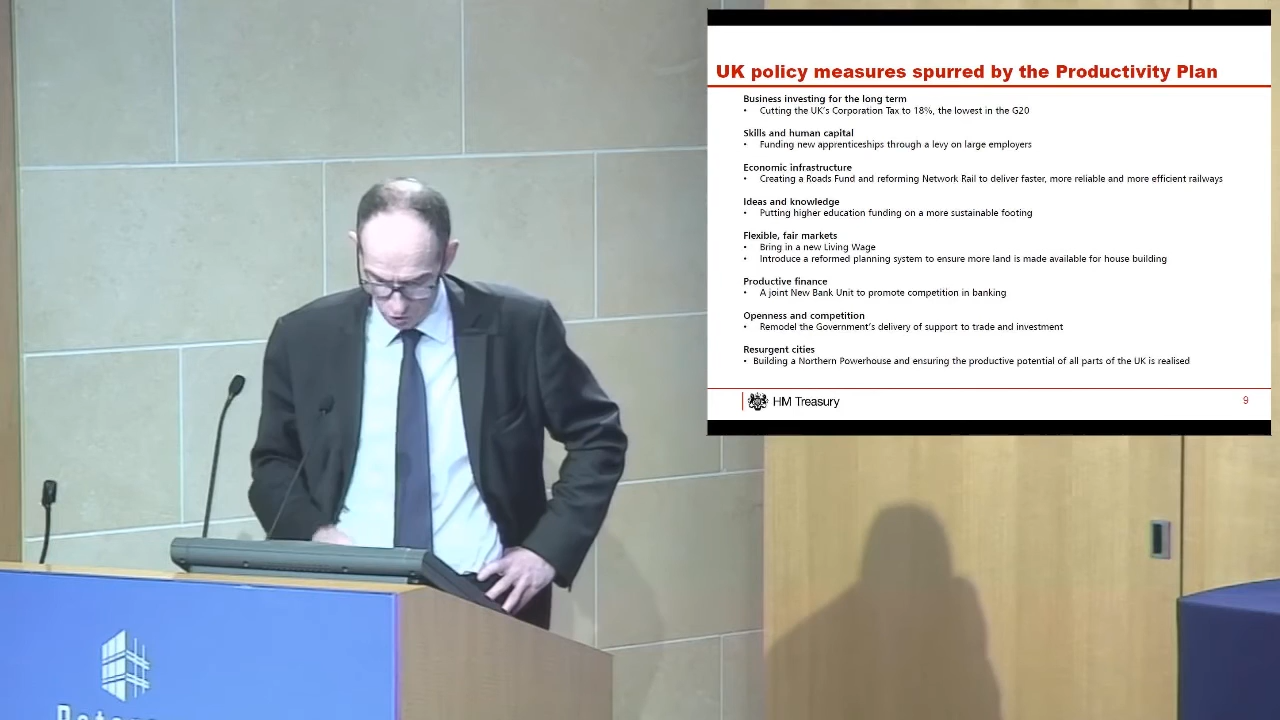 UK policy measures spurred by the Productivity Plan
Business investing for the long term
• Cutting the UK's Corporation Tax to 18%, the lowest in the G20
Skills and human capital
• Funding new apprenticeships through a levy on large employers
Economic infrastructure
• Creating a Roads Fund and reforming Network Rail to deliver faster, more reliable and more efficient railways
Ideas and knowledge
• Putting higher education funding on a more sustainable footing
Flexible, fair markets
• Bring in a new Living Wage
• Introduce a reformed planning system to ensure more land is made available for house building
Productive finance
• A joint New Bank Unit to promote competition in banking
Openness and competition
• Remodel the Government's delivery of support to trade and investment
Resurgent cities
• Building a Northern Powerhouse and ensuring the productive potential of all parts of the UK is realised
HM Treasury
9